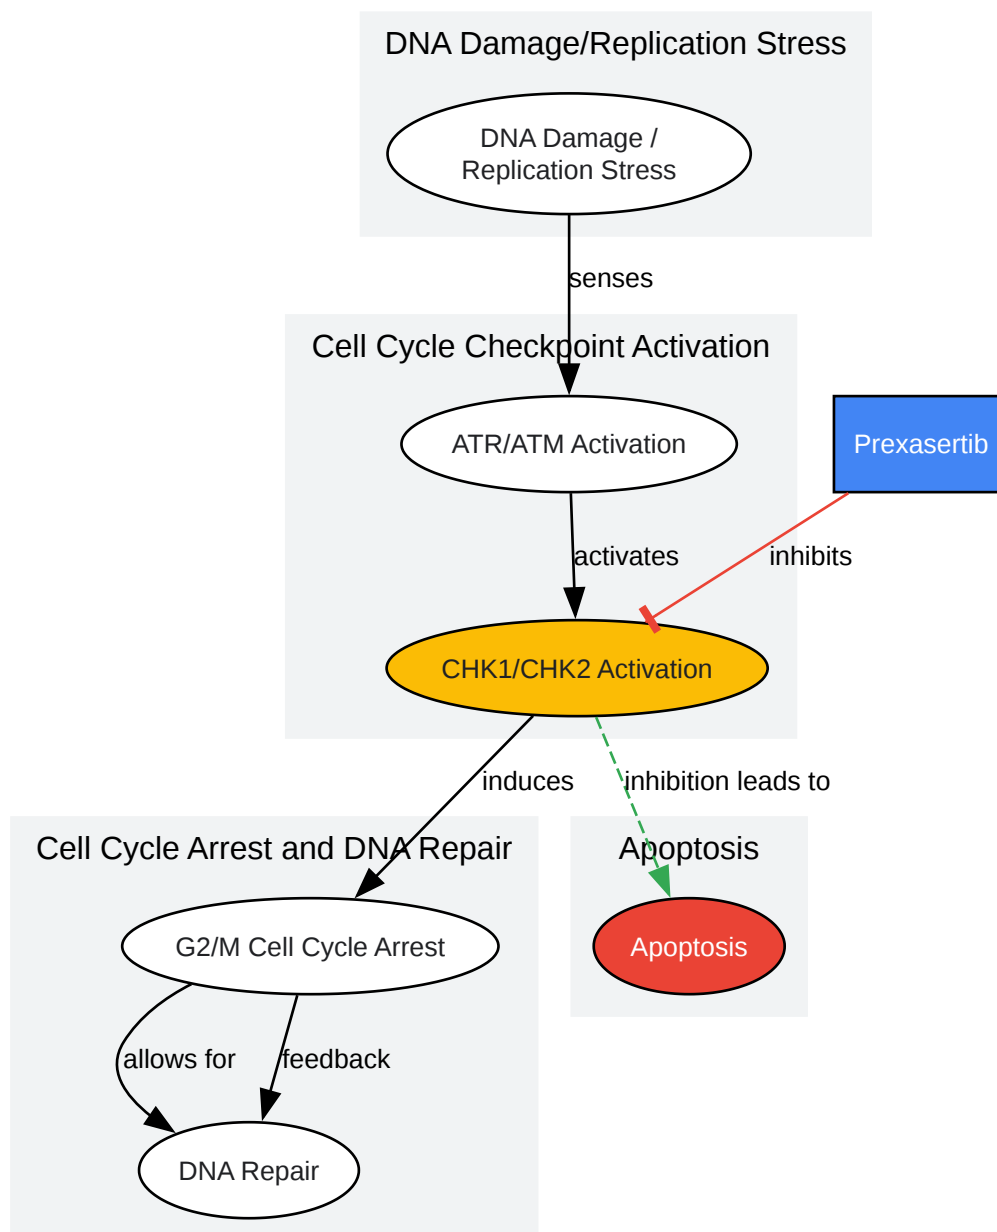 DNA Damage/Replication Stress
DNA Damage /
Replication Stress
senses
Cell Cycle Checkpoint Activation
ATR/ATM Activation
Prexasertib
activates
inhibits
CHK1/CHK2 Activation
induces
inhibition leads to
Cell Cycle Arrest and DNA Repair
Apoptosis
G2/M Cell Cycle Arrest
Apoptosis
allows for
feedback
DNA Repair